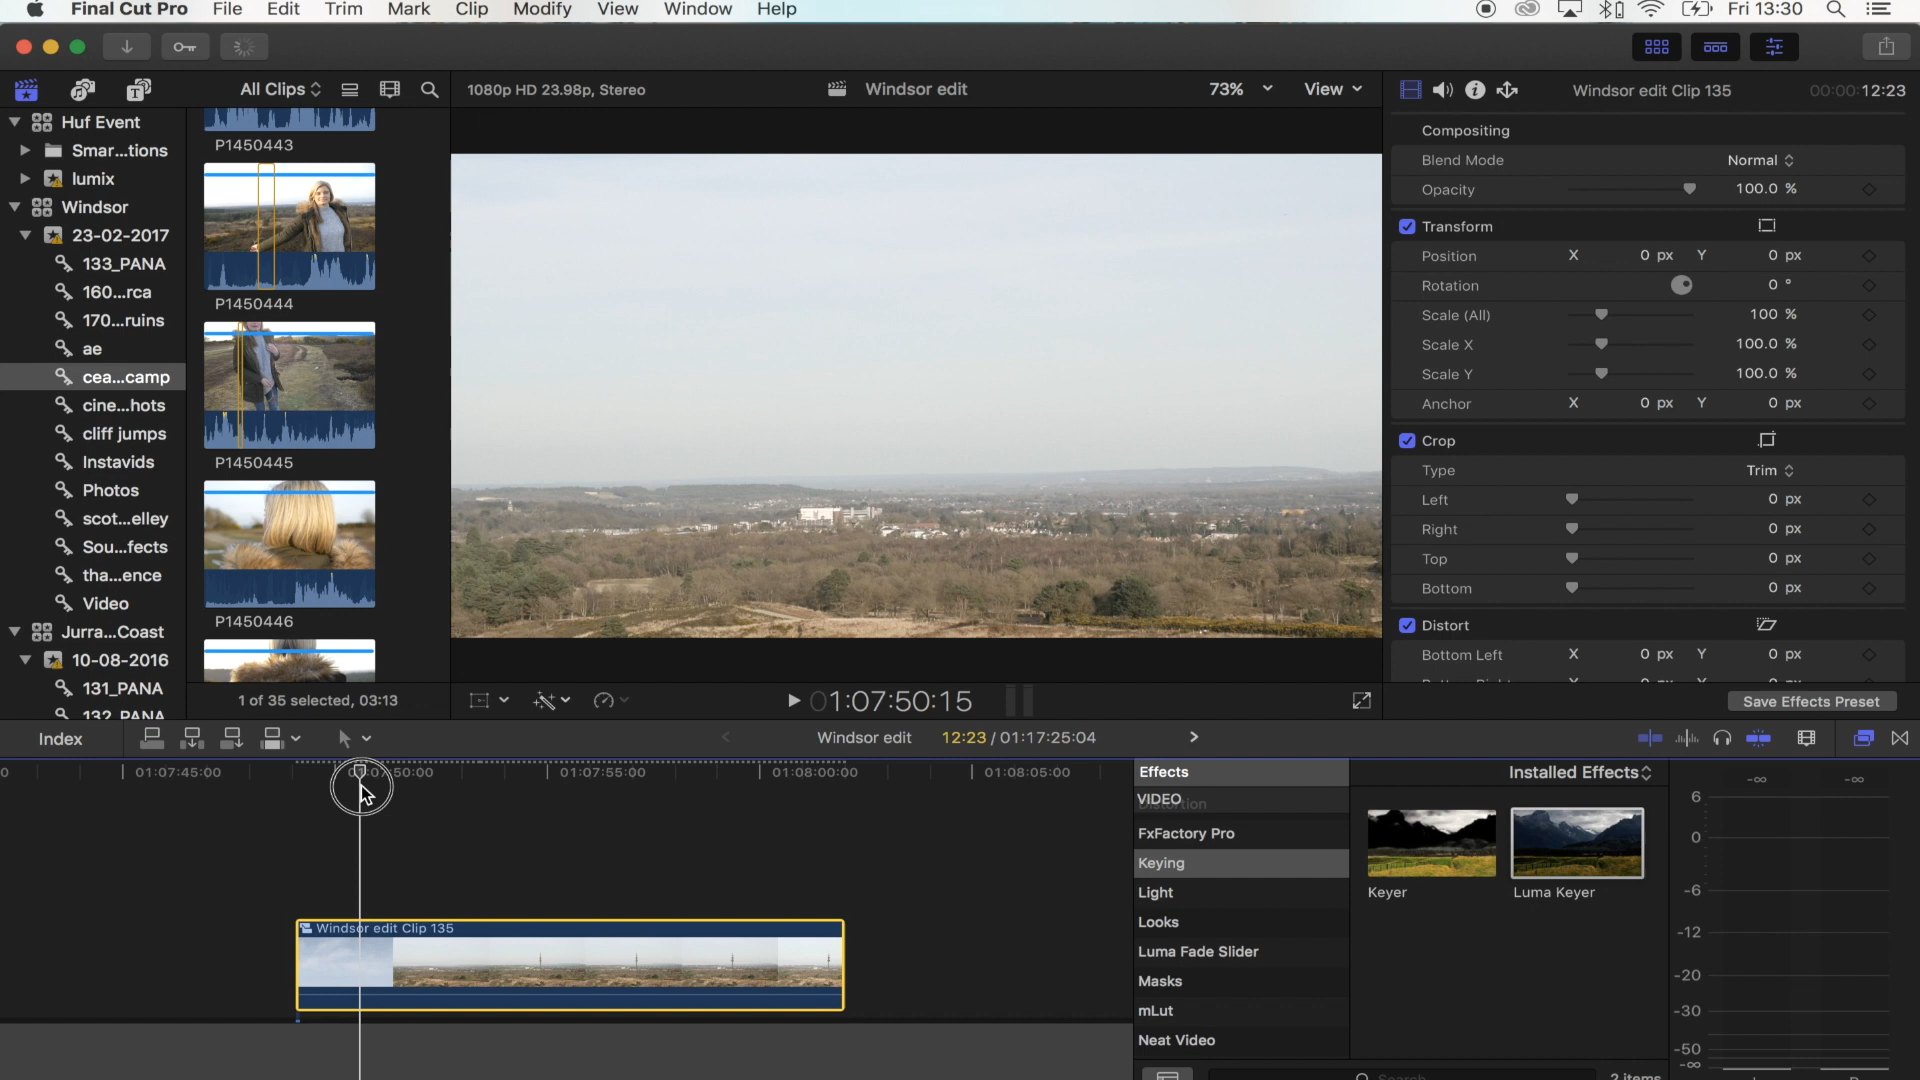 Final Cut Pro File Edit Trim Mark Clip Modify View Window Help Fri 13:30
All Clips
1080p HD 23.98p, Stereo
Windsor edit
73% View
Windsor edit Clip 135
00:00:12:23
Huf Event
Smar...tions
lumix
Windsor
23-02-2017
133_PANA
160...rca
170...ruins
ae
cea...camp
cine...hots
cliff jumps
Instavids
Photos
scot...elley
Sou...fects
tha...ence
Video
Jurra...Coast
10-08-2016
131_PANA
132 PANA
P1450443
P1450444
P1450445
P1450446
1 of 35 selected, 03:13
01:07:50:15
Compositing
Blend Mode Normal
Opacity 100.0 %
Transform
Position X 0 px Y 0 px
Rotation 0 °
Scale (All) 100 %
Scale X 100.0 %
Scale Y 100.0 %
Anchor X 0 px Y 0 px
Crop
Type Trim
Left 0 px
Right 0 px
Top 0 px
Bottom 0 px
Distort
Bottom Left X 0 px Y 0 px
Save Effects Preset
Index
Windsor edit 12:23 / 01:17:25:04
01:07:45:00 01:07:50:00 01:07:55:00 01:08:00:00 01:08:05:00
Windsor edit Clip 135
Effects
VIDEO
Distortion
FxFactory Pro
Keying
Light
Looks
Luma Fade Slider
Masks
mLut
Neat Video
Installed Effects
Keyer
Luma Keyer
Search
2 items
-∞ -∞
6
0
-6
-12
-20
-30
-50
-∞